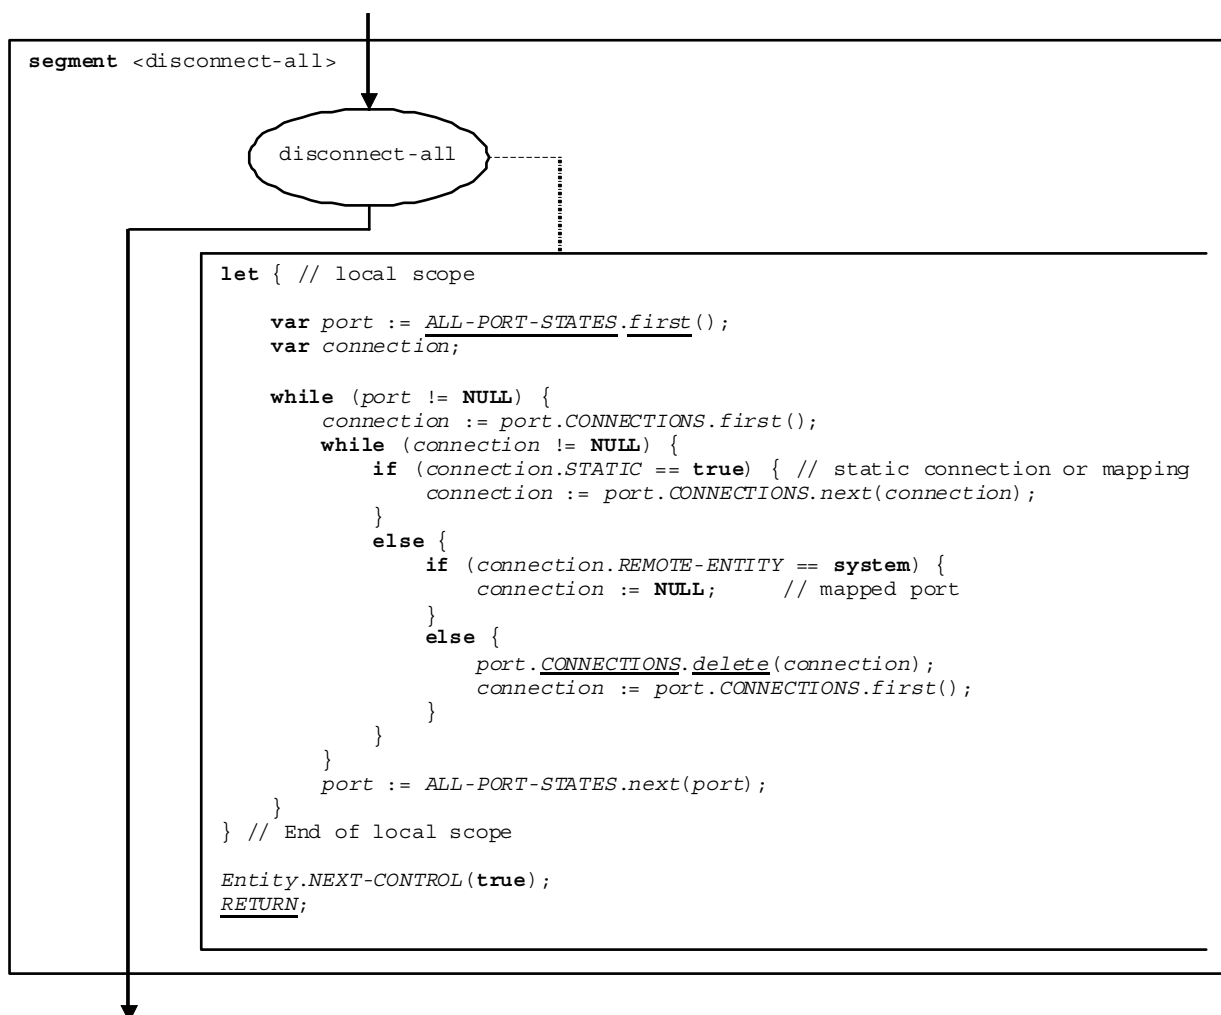 segment <disconnect-all>
disconnect-all
let { // local scope
var port := ALL-PORT-STATES.first();
var connection;
while (port != NULL) {
connection := port.CONNECTIONS.first();
while (connection != NULL) {
if (connection.STATIC == true) { // static connection or mapping
connection := port.CONNECTIONS.next(connection);
}
else {
if (connection.REMOTE-ENTITY == system) {
connection := NULL; // mapped port
}
else {
port.CONNECTIONS.delete(connection);
connection := port.CONNECTIONS.first();
}
}
}
port := ALL-PORT-STATES.next(port);
}
} // End of local scope
Entity.NEXT-CONTROL(true);
RETURN;